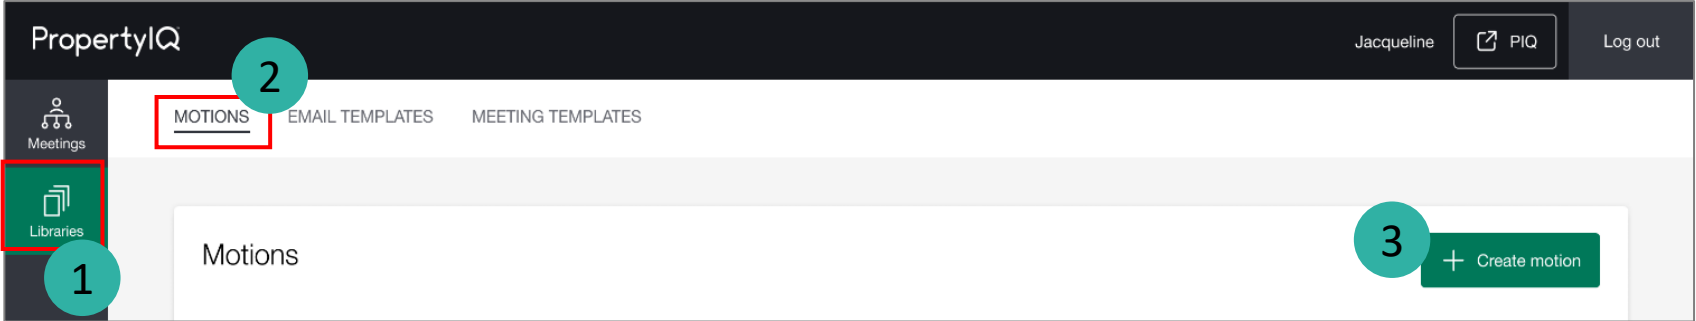 PropertyIQ
Jacqueline
PIQ
Log out
2
MOTIONS
EMAIL TEMPLATES
MEETING TEMPLATES
Meetings
Libraries
1
Motions
3
Create motion